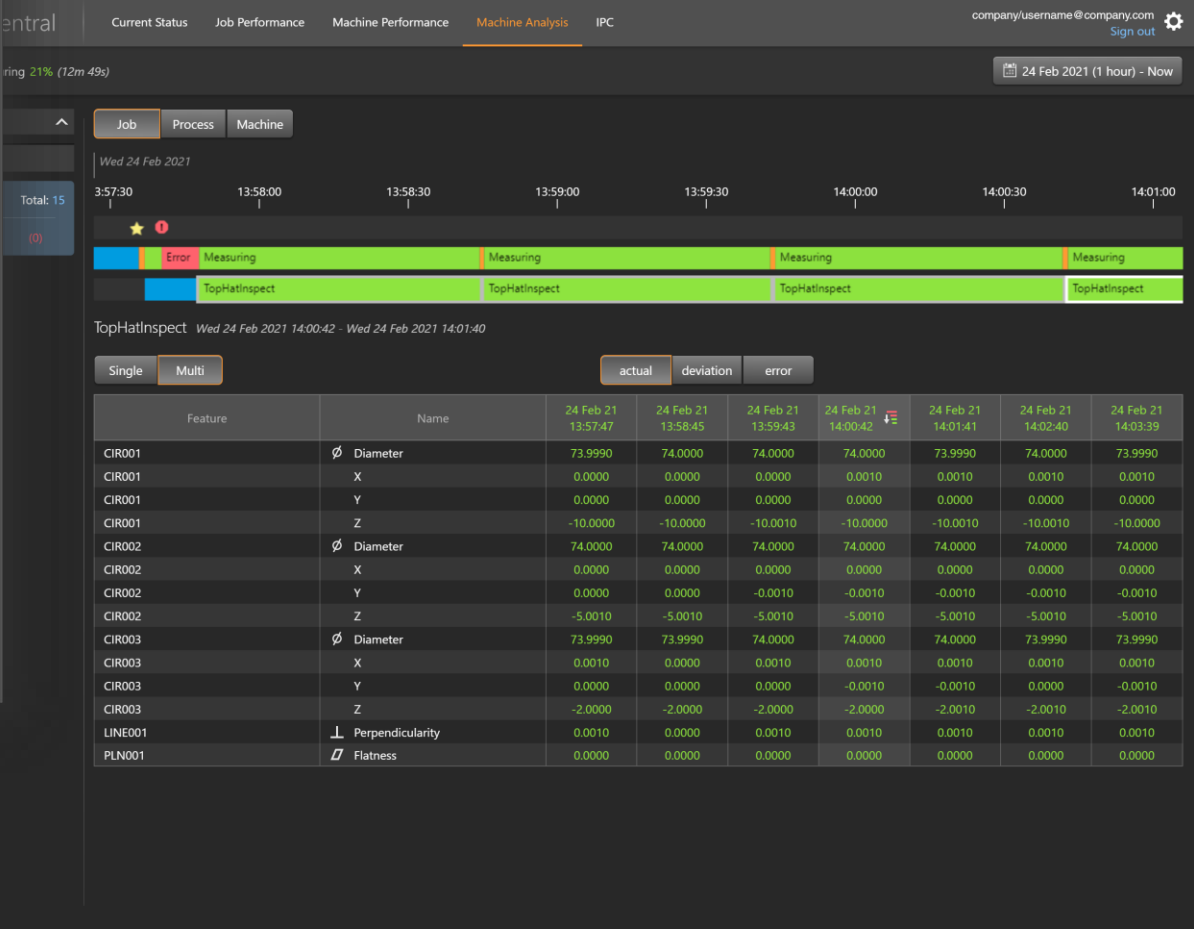 entral
Current Status Job Performance Machine Performance Machine Analysis IPC
company/username@company.com
Sign out
ring 21% (12m 49s)
24 Feb 2021 (1 hour) - Now
Job Process Machine
Wed 24 Feb 2021
3:57:30 13:58:00 13:58:30 13:59:00 13:59:30 14:00:00 14:00:30 14:01:00
Total: 15
(0)
Error Measuring Measuring Measuring Measuring
TopHatInspect TopHatInspect TopHatInspect TopHatInspect
TopHatInspect Wed 24 Feb 2021 14:00:42 - Wed 24 Feb 2021 14:01:40
Single Multi actual deviation error
Feature Name 24 Feb 21 13:57:47 24 Feb 21 13:58:45 24 Feb 21 13:59:43 24 Feb 21 14:00:42 24 Feb 21 14:01:41 24 Feb 21 14:02:40 24 Feb 21 14:03:39
CIR001 Diameter 73.9990 74.0000 74.0000 74.0000 73.9990 74.0000 73.9990
CIR001 X 0.0000 0.0000 0.0000 0.0010 0.0010 0.0010 0.0010
CIR001 Y 0.0000 0.0000 0.0000 0.0000 0.0000 0.0000 0.0000
CIR001 Z -10.0000 -10.0000 -10.0010 -10.0000 -10.0010 -10.0010 -10.0000
CIR002 Diameter 74.0000 74.0000 74.0000 74.0000 74.0000 74.0000 74.0000
CIR002 X 0.0000 0.0000 0.0000 0.0000 0.0000 0.0000 0.0000
CIR002 Y 0.0000 0.0000 -0.0010 -0.0010 -0.0010 -0.0010 -0.0010
CIR002 Z -5.0010 -5.0010 -5.0010 -5.0010 -5.0010 -5.0010 -5.0010
CIR003 Diameter 73.9990 73.9990 74.0000 74.0000 74.0000 73.9990 73.9990
CIR003 X 0.0010 0.0000 0.0010 0.0010 0.0010 0.0010 0.0010
CIR003 Y 0.0000 0.0000 0.0000 -0.0010 -0.0010 0.0000 -0.0010
CIR003 Z -2.0000 -2.0000 -2.0000 -2.0000 -2.0010 -2.0010 -2.0010
LINE001 Perpendicularity 0.0010 0.0000 0.0010 0.0010 0.0010 0.0010 0.0010
PLN001 Flatness 0.0000 0.0000 0.0000 0.0000 0.0000 0.0000 0.0000